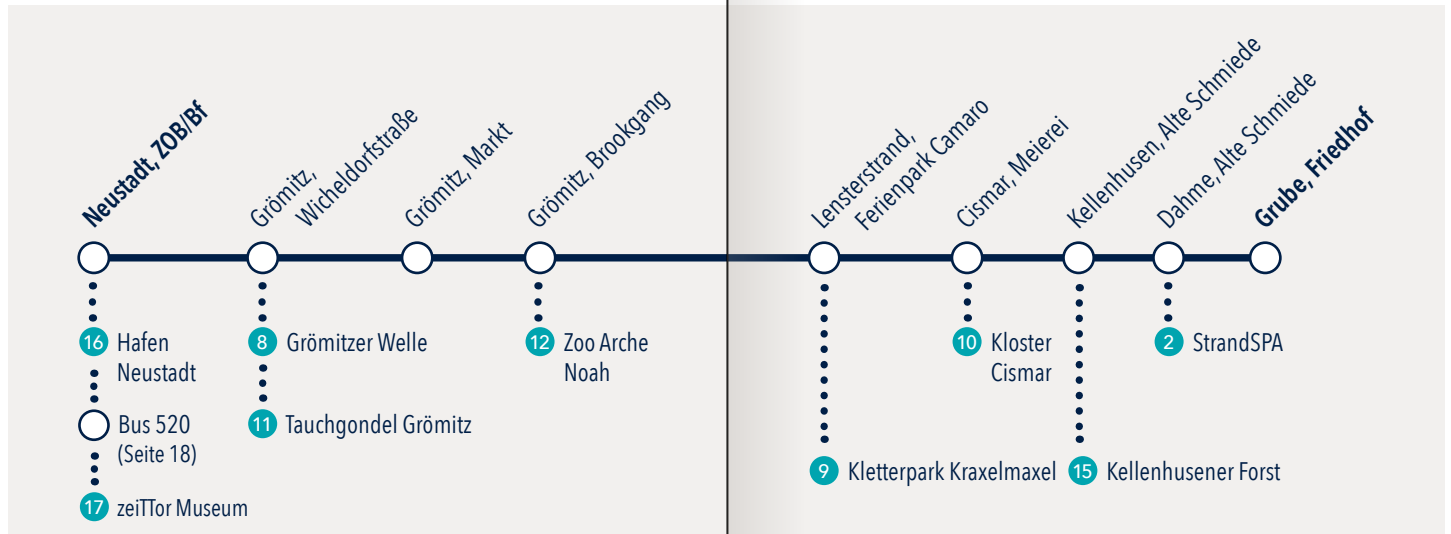 Neustadt, ZOB/Bf
Grömitz,
Wicheldorfstraße
Grömitz, Markt
Grömitz, Brookgang
Lensterstrand,
Ferienpark Camaro
Cismar, Meierei
Kellenhusen, Alte Schmiede
Dahme, Alte Schmiede
Grube, Friedhof
16 Hafen
Neustadt
Bus 520
(Seite 18)
17 zeiTTor Museum
8 Grömitzer Welle
11 Tauchgondel Grömitz
12 Zoo Arche
Noah
9 Kletterpark Kraxelmaxel
10 Kloster
Cismar
15 Kellenhusener Forst
2 StrandSPA